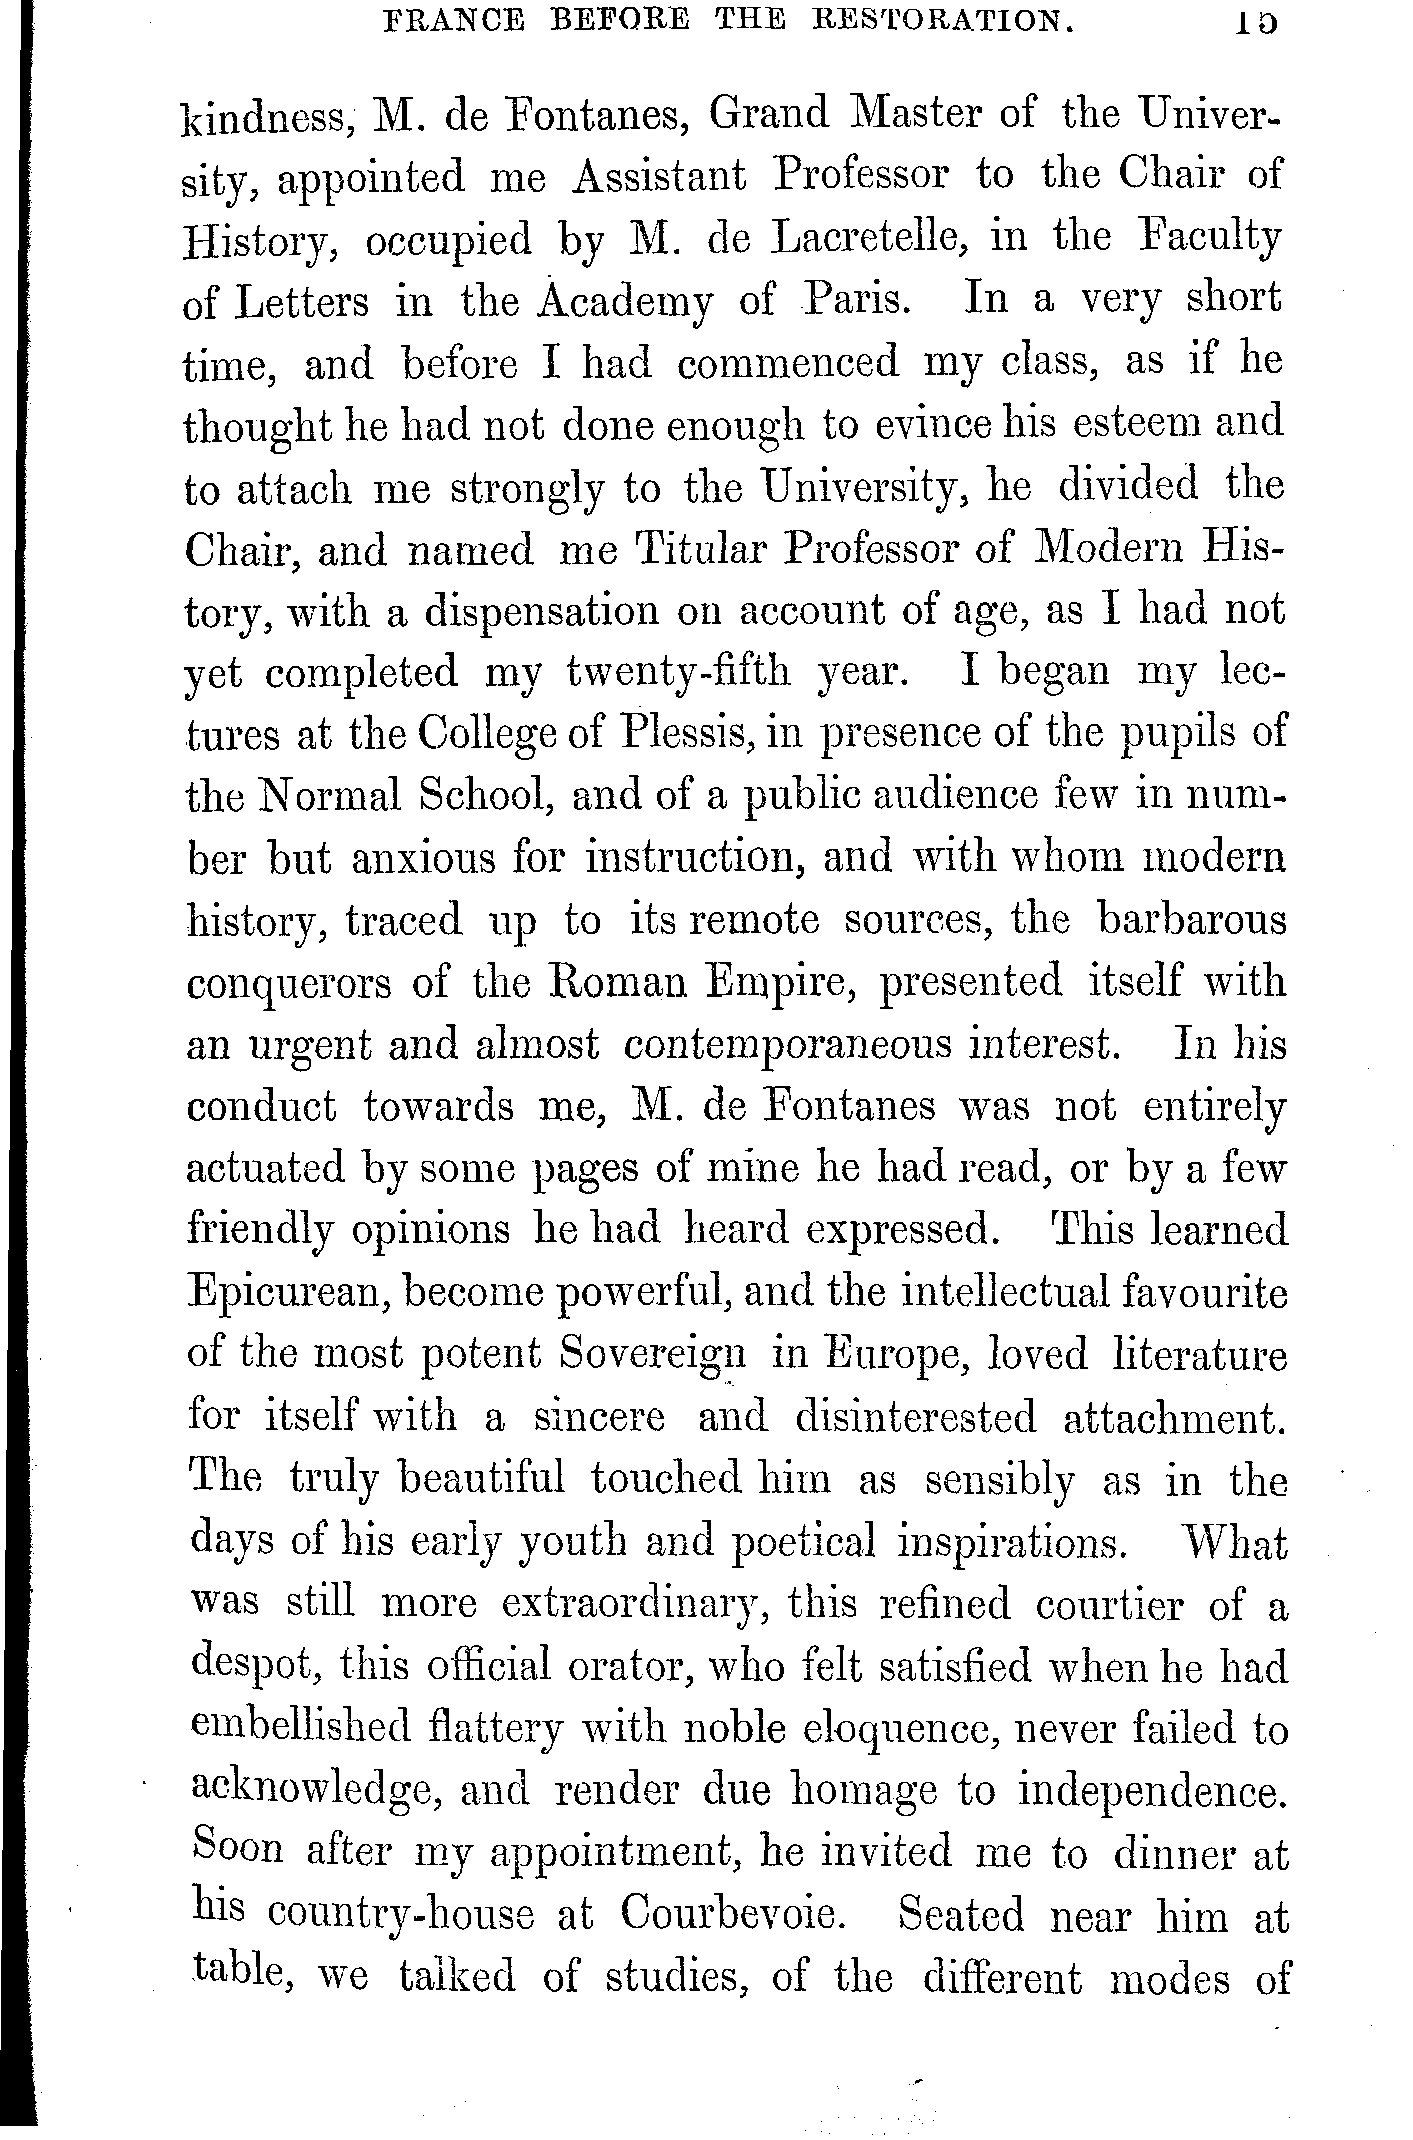 FRANCE BEFORE THE RESTORATION. 15
kindness, M. de Fontanes, Grand Master of the Univer-
sity, appointed me Assistant Professor to the Chair of
History, occupied by M. de Lacretelle, in the Faculty
of Letters in the Academy of Paris. In a very short
time, and before I had commenced my class, as if he
thought he had not done enough to evince his esteem and
to attach me strongly to the University, he divided the
Chair, and named me Titular Professor of Modern His-
tory, with a dispensation on account of age, as I had not
yet completed my twenty-fifth year. I began my lec-
tures at the College of Plessis, in presence of the pupils of
the Normal School, and of a public audience few in num-
ber but anxious for instruction, and with whom modern
history, traced up to its remote sources, the barbarous
conquerors of the Roman Empire, presented itself with
an urgent and almost contemporaneous interest. In his
conduct towards me, M. de Fontanes was not entirely
actuated by some pages of mine he had read, or by a few
friendly opinions he had heard expressed. This learned
Epicurean, become powerful, and the intellectual favourite
of the most potent Sovereign in Europe, loved literature
for itself with a sincere and disinterested attachment.
The truly beautiful touched him as sensibly as in the
days of his early youth and poetical inspirations. What
was still more extraordinary, this refined courtier of a
despot, this official orator, who felt satisfied when he had
embellished flattery with noble eloquence, never failed to
acknowledge, and render due homage to independence.
Soon after my appointment, he invited me to dinner at
his country-house at Courbevoie. Seated near him at
table, we talked of studies, of the different modes of